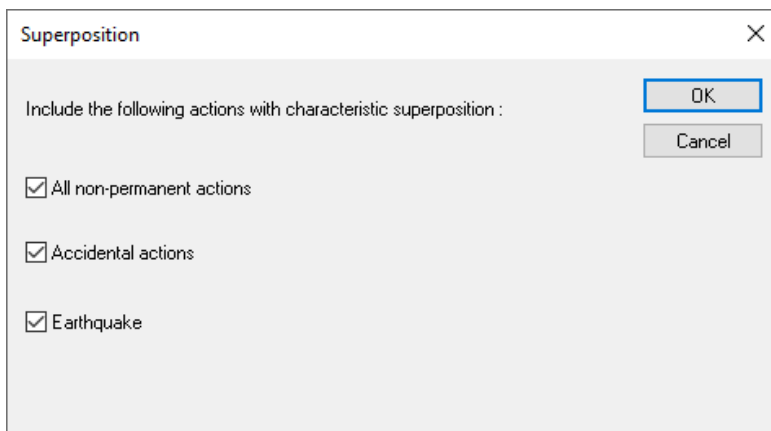 Superposition
Include the following actions with characteristic superposition :
OK
Cancel
All non-permanent actions
Accidental actions
Earthquake